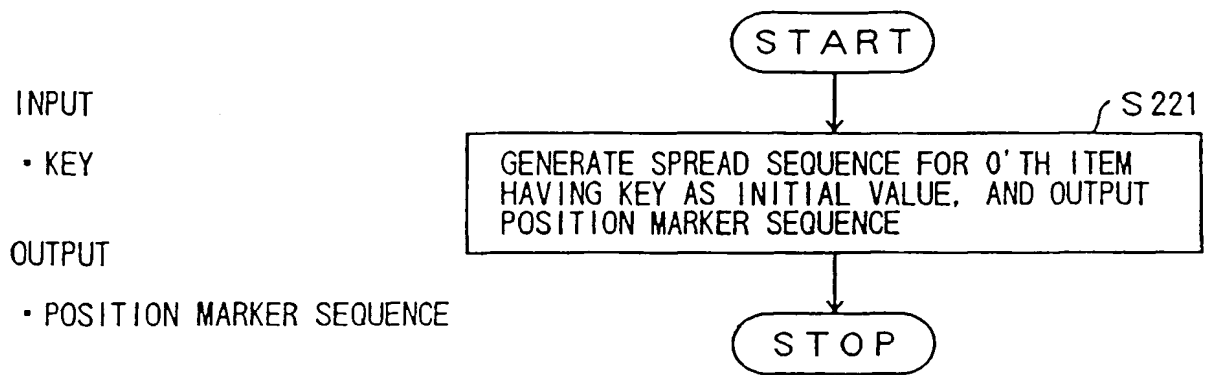 START
S221
INPUT
・KEY
GENERATE SPREAD SEQUENCE FOR 0'TH ITEM
HAVING KEY AS INITIAL VALUE, AND OUTPUT
POSITION MARKER SEQUENCE
OUTPUT
・POSITION MARKER SEQUENCE
STOP